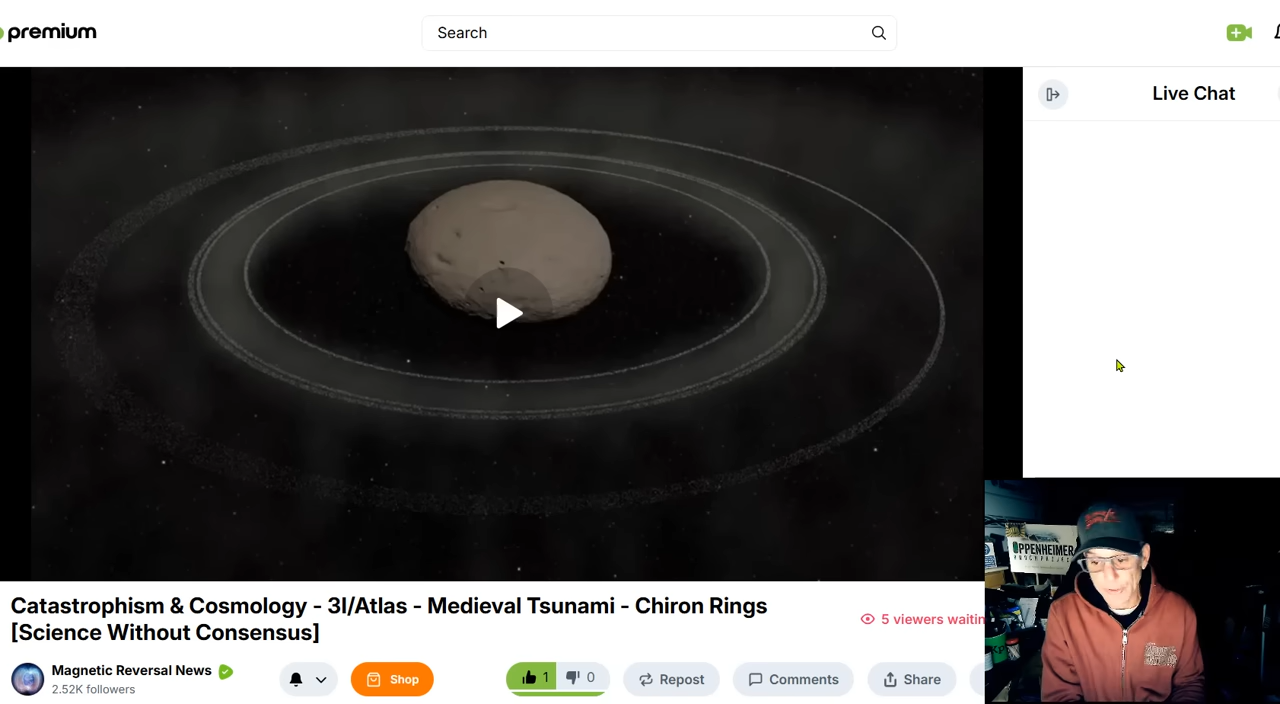 premium
Search
Live Chat
OPPENHEIMER
Catastrophism & Cosmology - 3I/Atlas - Medieval Tsunami - Chiron Rings
[Science Without Consensus]
5 viewers waitin
Magnetic Reversal News
2.52K followers
Shop
1
0
Repost
Comments
Share